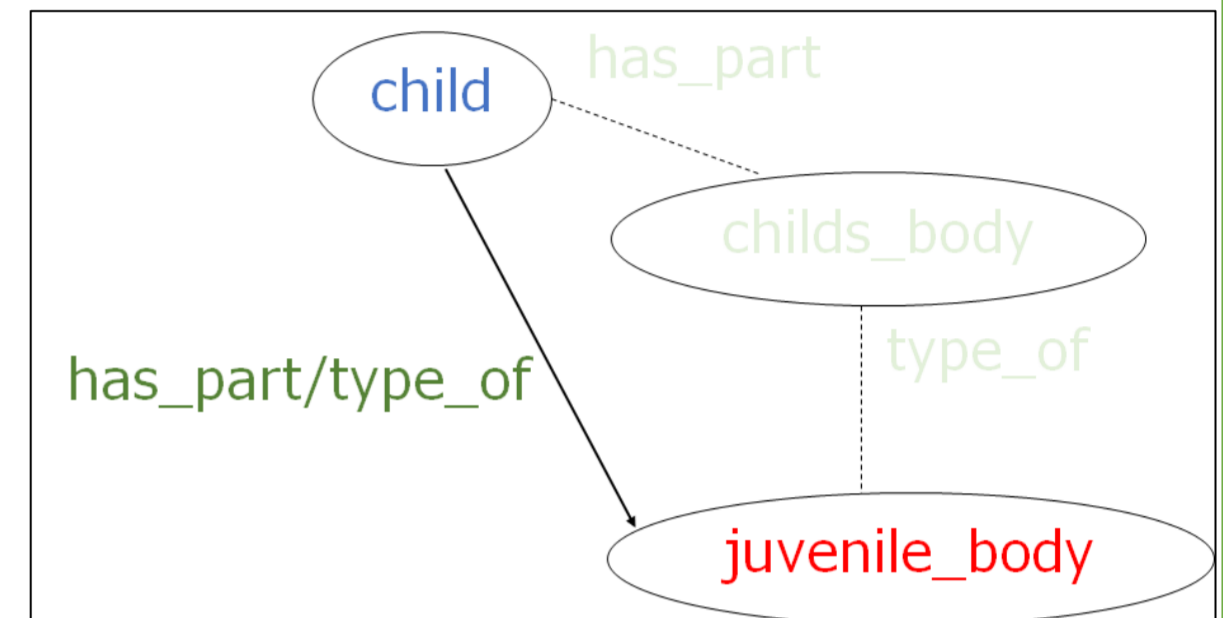 has_part
child
childs_body
type_of
has_part/type_of
juvenile_body